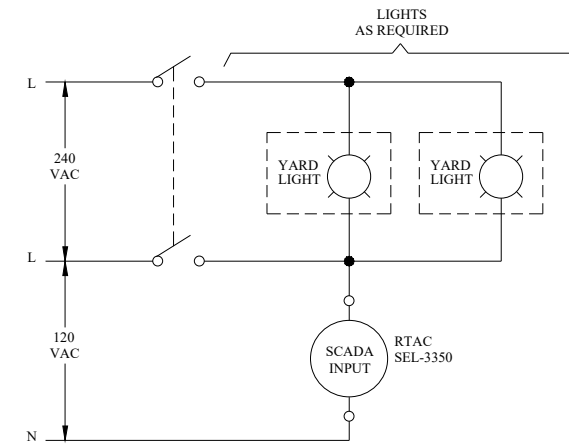 LIGHTS
AS REQUIRED
L
240
VAC
YARD
LIGHT
YARD
LIGHT
L
120
VAC
SCADA
INPUT
RTAC
SEL-3350
N